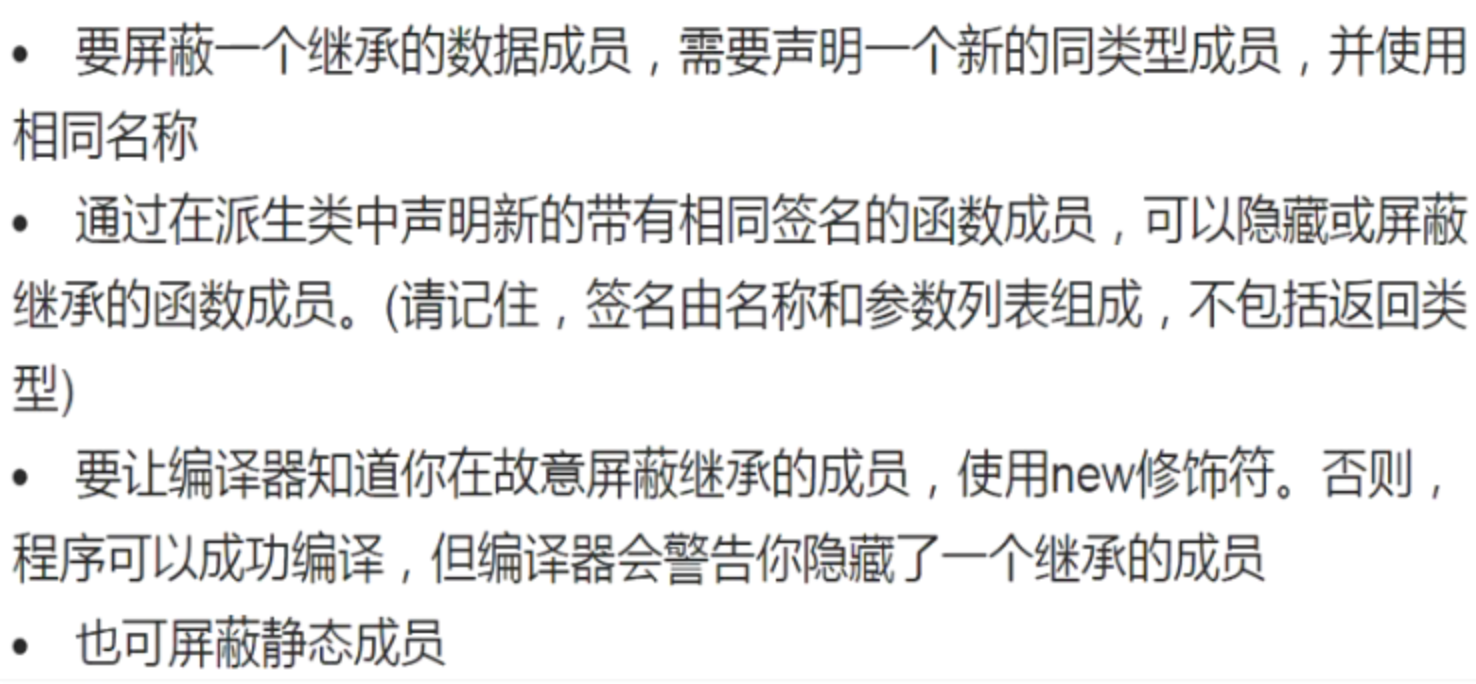 • 要屏蔽一个继承的数据成员，需要声明一个新的同类型成员，并使用
相同名称
• 通过在派生类中声明新的带有相同签名的函数成员，可以隐藏或屏蔽
继承的函数成员。(请记住，签名由名称和参数列表组成，不包括返回类
型)
• 要让编译器知道你在故意屏蔽继承的成员，使用new修饰符。否则，
程序可以成功编译，但编译器会警告你隐藏了一个继承的成员
• 也可屏蔽静态成员